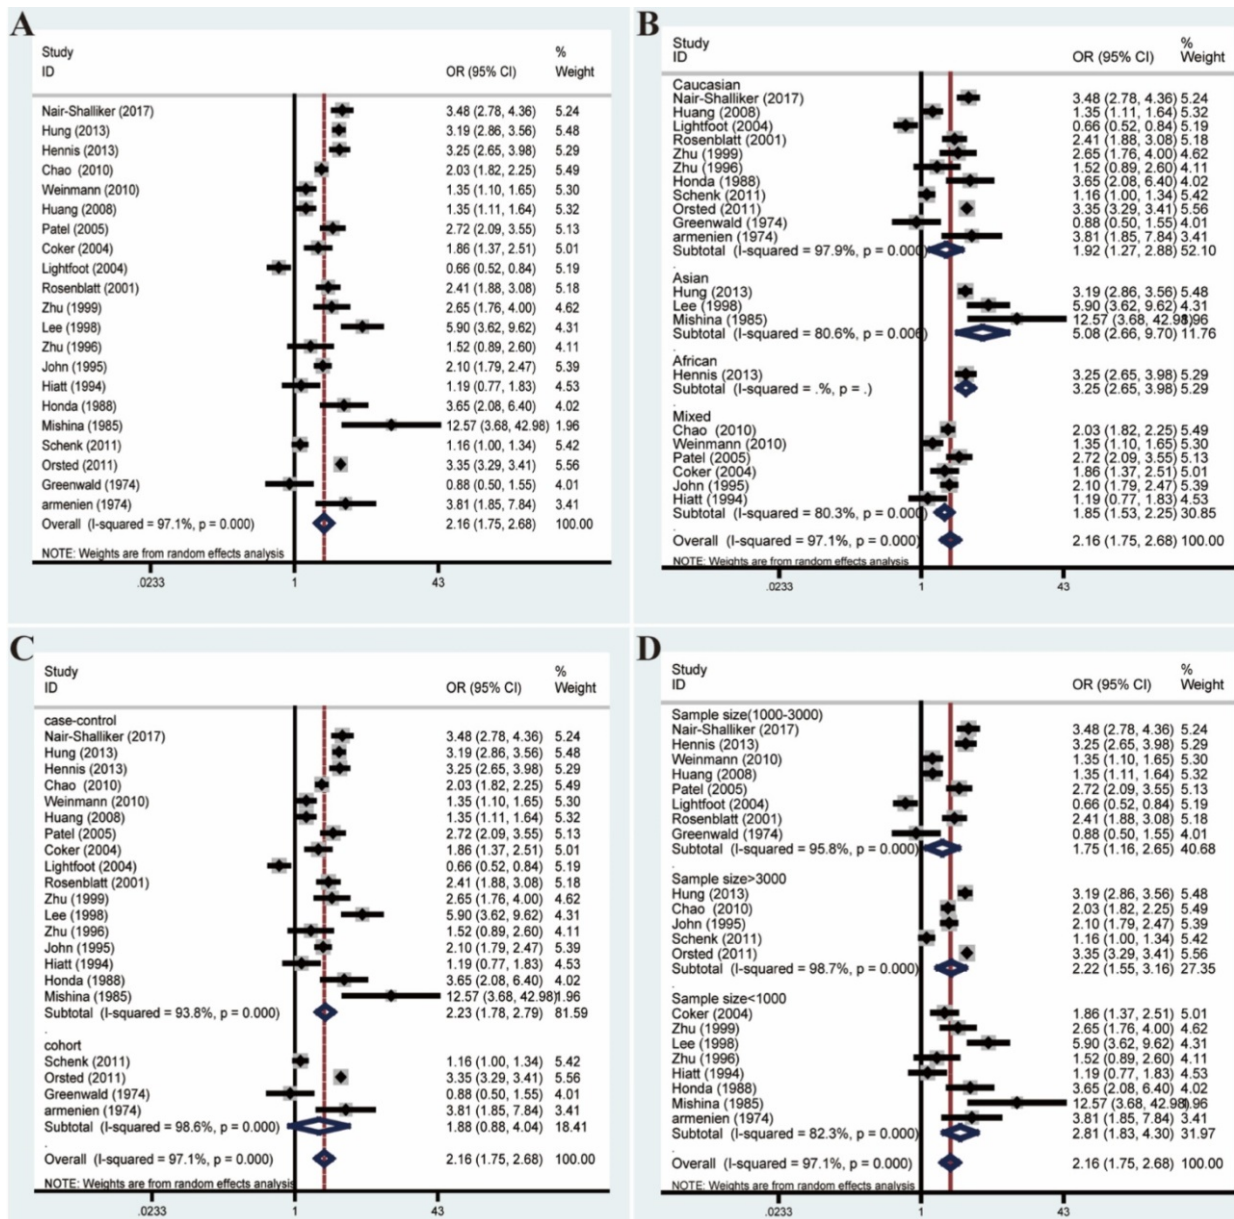 A
Study %
ID OR (95% CI) Weight
Nair-Shalliker (2017) 3.48 (2.78, 4.36) 5.24
Hung (2013) 3.19 (2.86, 3.56) 5.48
Hennis (2013) 3.25 (2.65, 3.98) 5.29
Chao (2010) 2.03 (1.82, 2.25) 5.49
Weinmann (2010) 1.35 (1.10, 1.65) 5.30
Huang (2008) 1.35 (1.11, 1.64) 5.32
Patel (2005) 2.72 (2.09, 3.55) 5.13
Coker (2004) 1.86 (1.37, 2.51) 5.01
Lightfoot (2004) 0.66 (0.52, 0.84) 5.19
Rosenblatt (2001) 2.41 (1.88, 3.08) 5.18
Zhu (1999) 2.65 (1.76, 4.00) 4.62
Lee (1998) 5.90 (3.62, 9.62) 4.31
Zhu (1996) 1.52 (0.89, 2.60) 4.11
John (1995) 2.10 (1.79, 2.47) 5.39
Hiatt (1994) 1.19 (0.77, 1.83) 4.53
Honda (1988) 3.65 (2.08, 6.40) 4.02
Mishina (1985) 12.57 (3.68, 42.98) 1.96
Schenk (2011) 1.16 (1.00, 1.34) 5.42
Orsted (2011) 3.35 (3.29, 3.41) 5.56
Greenwald (1974) 0.88 (0.50, 1.55) 4.01
armenien (1974) 3.81 (1.85, 7.84) 3.41
Overall (I-squared = 97.1%, p = 0.000) 2.16 (1.75, 2.68) 100.00
NOTE: Weights are from random effects analysis
.0233 1 43
B
Study %
ID OR (95% CI) Weight
Caucasian
Nair-Shalliker (2017) 3.48 (2.78, 4.36) 5.24
Huang (2008) 1.35 (1.11, 1.64) 5.32
Lightfoot (2004) 0.66 (0.52, 0.84) 5.19
Rosenblatt (2001) 2.41 (1.88, 3.08) 5.18
Zhu (1999) 2.65 (1.76, 4.00) 4.62
Zhu (1996) 1.52 (0.89, 2.60) 4.11
Honda (1988) 3.65 (2.08, 6.40) 4.02
Schenk (2011) 1.16 (1.00, 1.34) 5.42
Orsted (2011) 3.35 (3.29, 3.41) 5.56
Greenwald (1974) 0.88 (0.50, 1.55) 4.01
armenien (1974) 3.81 (1.85, 7.84) 3.41
Subtotal (I-squared = 97.9%, p = 0.000) 1.92 (1.27, 2.88) 52.10
.
Asian
Hung (2013) 3.19 (2.86, 3.56) 5.48
Lee (1998) 5.90 (3.62, 9.62) 4.31
Mishina (1985) 12.57 (3.68, 42.98) 1.96
Subtotal (I-squared = 80.6%, p = 0.006) 5.08 (2.66, 9.70) 11.76
.
African
Hennis (2013) 3.25 (2.65, 3.98) 5.29
Subtotal (I-squared = .%, p = .) 3.25 (2.65, 3.98) 5.29
.
Mixed
Chao (2010) 2.03 (1.82, 2.25) 5.49
Weinmann (2010) 1.35 (1.10, 1.65) 5.30
Patel (2005) 2.72 (2.09, 3.55) 5.13
Coker (2004) 1.86 (1.37, 2.51) 5.01
John (1995) 2.10 (1.79, 2.47) 5.39
Hiatt (1994) 1.19 (0.77, 1.83) 4.53
Subtotal (I-squared = 80.3%, p = 0.000) 1.85 (1.53, 2.25) 30.85
.
Overall (I-squared = 97.1%, p = 0.000) 2.16 (1.75, 2.68) 100.00
NOTE: Weights are from random effects analysis
.0233 1 43
C
Study %
ID OR (95% CI) Weight
case-control
Nair-Shalliker (2017) 3.48 (2.78, 4.36) 5.24
Hung (2013) 3.19 (2.86, 3.56) 5.48
Hennis (2013) 3.25 (2.65, 3.98) 5.29
Chao (2010) 2.03 (1.82, 2.25) 5.49
Weinmann (2010) 1.35 (1.10, 1.65) 5.30
Huang (2008) 1.35 (1.11, 1.64) 5.32
Patel (2005) 2.72 (2.09, 3.55) 5.13
Coker (2004) 1.86 (1.37, 2.51) 5.01
Lightfoot (2004) 0.66 (0.52, 0.84) 5.19
Rosenblatt (2001) 2.41 (1.88, 3.08) 5.18
Zhu (1999) 2.65 (1.76, 4.00) 4.62
Lee (1998) 5.90 (3.62, 9.62) 4.31
Zhu (1996) 1.52 (0.89, 2.60) 4.11
John (1995) 2.10 (1.79, 2.47) 5.39
Hiatt (1994) 1.19 (0.77, 1.83) 4.53
Honda (1988) 3.65 (2.08, 6.40) 4.02
Mishina (1985) 12.57 (3.68, 42.98) 1.96
Subtotal (I-squared = 93.8%, p = 0.000) 2.23 (1.78, 2.79) 81.59
.
cohort
Schenk (2011) 1.16 (1.00, 1.34) 5.42
Orsted (2011) 3.35 (3.29, 3.41) 5.56
Greenwald (1974) 0.88 (0.50, 1.55) 4.01
armenien (1974) 3.81 (1.85, 7.84) 3.41
Subtotal (I-squared = 98.6%, p = 0.000) 1.88 (0.88, 4.04) 18.41
.
Overall (I-squared = 97.1%, p = 0.000) 2.16 (1.75, 2.68) 100.00
NOTE: Weights are from random effects analysis
.0233 1 43
D
Study %
ID OR (95% CI) Weight
Sample size(1000-3000)
Nair-Shalliker (2017) 3.48 (2.78, 4.36) 5.24
Hennis (2013) 3.25 (2.65, 3.98) 5.29
Weinmann (2010) 1.35 (1.10, 1.65) 5.30
Huang (2008) 1.35 (1.11, 1.64) 5.32
Patel (2005) 2.72 (2.09, 3.55) 5.13
Lightfoot (2004) 0.66 (0.52, 0.84) 5.19
Rosenblatt (2001) 2.41 (1.88, 3.08) 5.18
Greenwald (1974) 0.88 (0.50, 1.55) 4.01
Subtotal (I-squared = 95.8%, p = 0.000) 1.75 (1.16, 2.65) 40.68
.
Sample size>3000
Hung (2013) 3.19 (2.86, 3.56) 5.48
Chao (2010) 2.03 (1.82, 2.25) 5.49
John (1995) 2.10 (1.79, 2.47) 5.39
Schenk (2011) 1.16 (1.00, 1.34) 5.42
Orsted (2011) 3.35 (3.29, 3.41) 5.56
Subtotal (I-squared = 98.7%, p = 0.000) 2.22 (1.55, 3.16) 27.35
.
Sample size<1000
Coker (2004) 1.86 (1.37, 2.51) 5.01
Zhu (1999) 2.65 (1.76, 4.00) 4.62
Lee (1998) 5.90 (3.62, 9.62) 4.31
Zhu (1996) 1.52 (0.89, 2.60) 4.11
Hiatt (1994) 1.19 (0.77, 1.83) 4.53
Honda (1988) 3.65 (2.08, 6.40) 4.02
Mishina (1985) 12.57 (3.68, 42.98) 1.96
armenien (1974) 3.81 (1.85, 7.84) 3.41
Subtotal (I-squared = 82.3%, p = 0.000) 2.81 (1.83, 4.30) 31.97
.
Overall (I-squared = 97.1%, p = 0.000) 2.16 (1.75, 2.68) 100.00
NOTE: Weights are from random effects analysis
.0233 1 43